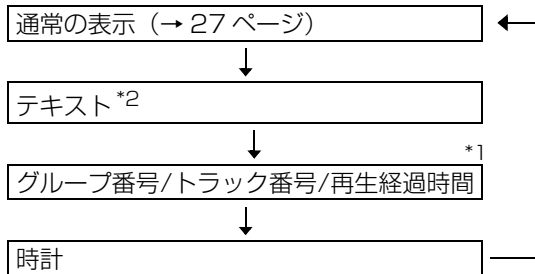 通常の表示（→ 27 ページ）
テキスト*2
*1
グループ番号/トラック番号/再生経過時間
時計